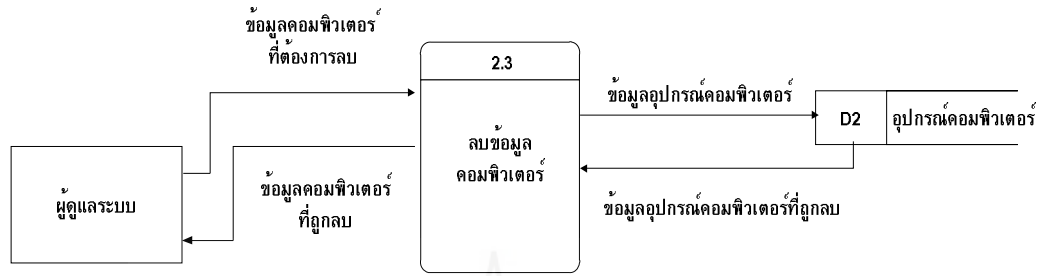 ข้อมูลคอมพิวเตอร์
ที่ต้องการลบ
2.3
ข้อมูลอุปกรณ์คอมพิวเตอร์
D2
อุปกรณ์คอมพิวเตอร์
ลบข้อมูล
คอมพิวเตอร์
ผู้ดูแลระบบ
ข้อมูลคอมพิวเตอร์
ที่ถูกลบ
ข้อมูลอุปกรณ์คอมพิวเตอร์ที่ถูกลบ